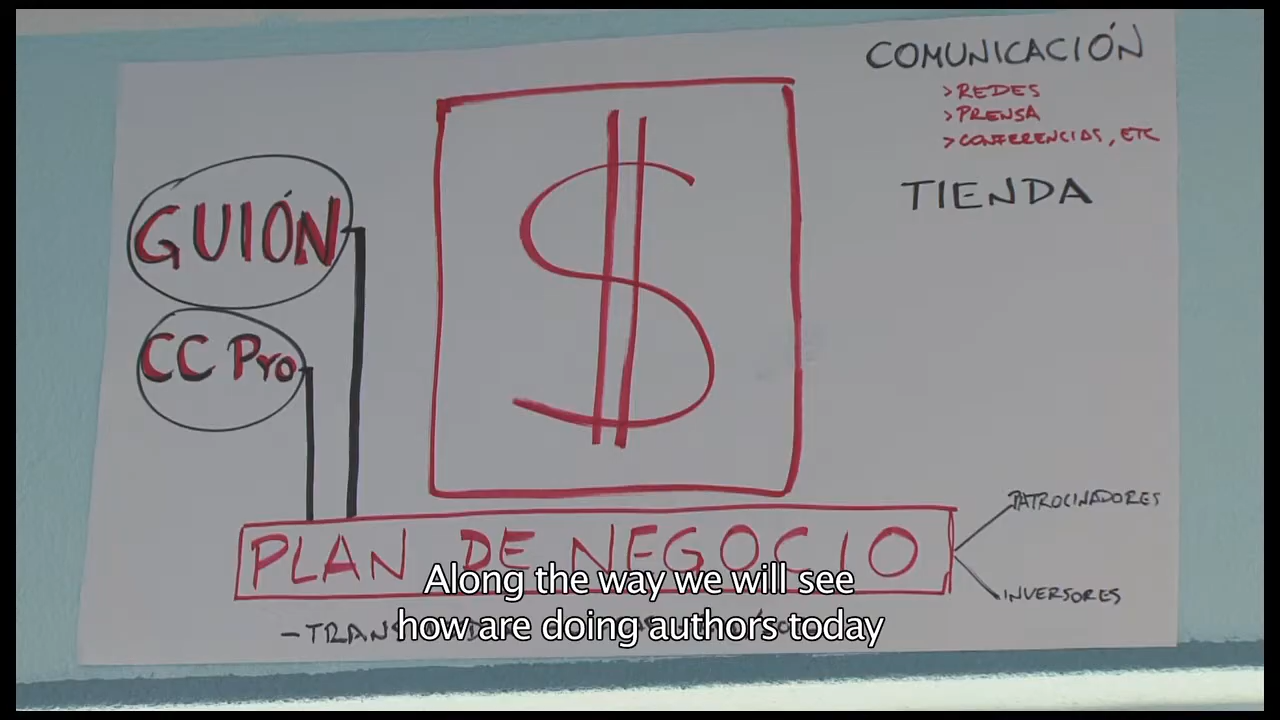 COMUNICACIÓN
>REDES
>PRENSA
>CONFERENCIAS, ETC
TIENDA
GUIÓN
CC Pro
$
PLAN DE NEGOCIO
PATROCINADORES
INVERSORES
Along the way we will see
how are doing authors today